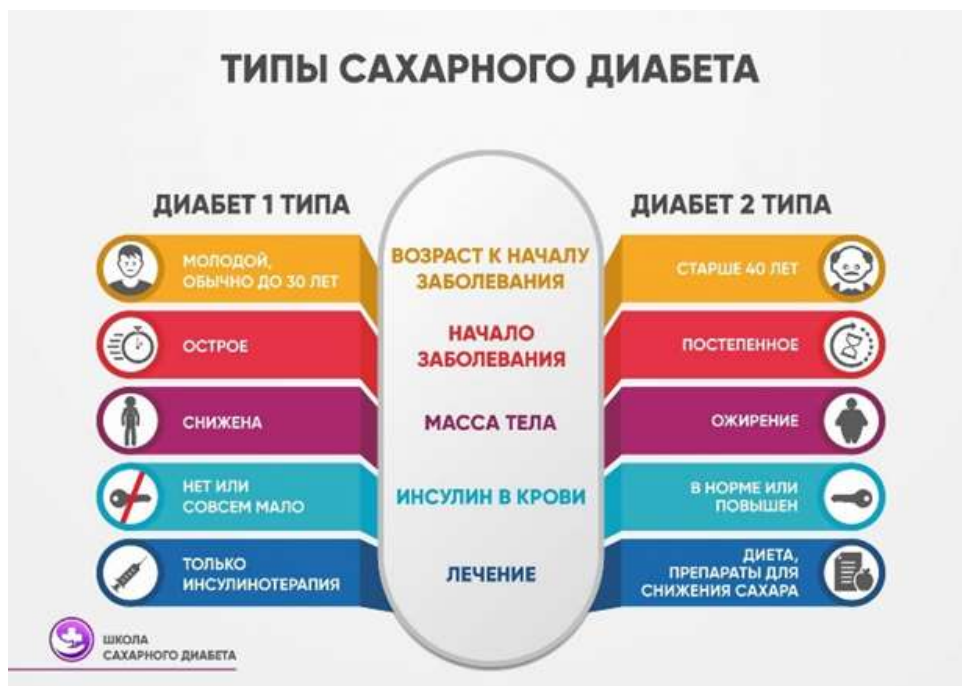 ТИПЫ САХАРНОГО ДИАБЕТА
ДИАБЕТ 1 ТИПА
ДИАБЕТ 2 ТИПА
МОЛОДОЙ,
ОБЫЧНО ДО 30 ЛЕТ
ВОЗРАСТ К НАЧАЛУ
ЗАБОЛЕВАНИЯ
СТАРШЕ 40 ЛЕТ
ОСТРОЕ
НАЧАЛО
ЗАБОЛЕВАНИЯ
ПОСТЕПЕННОЕ
СНИЖЕНА
МАССА ТЕЛА
ОЖИРЕНИЕ
НЕТ ИЛИ
СОВСЕМ МАЛО
ИНСУЛИН В КРОВИ
В НОРМЕ ИЛИ
ПОВЫШЕН
ТОЛЬКО
ИНСУЛИНОТЕРАПИЯ
ЛЕЧЕНИЕ
ДИЕТА,
ПРЕПАРАТЫ ДЛЯ
СНИЖЕНИЯ САХАРА
ШКОЛА
САХАРНОГО ДИАБЕТА